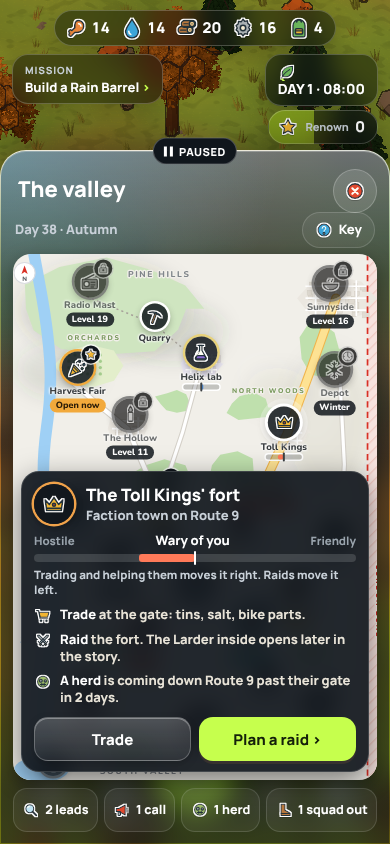 14 14 20 16 4
MISSION
Build a Rain Barrel ›
DAY 1 · 08:00
Renown 0
PAUSED
The valley
Day 38 · Autumn
Key
N
PINE HILLS
Radio Mast
Level 19
Sunnyside
Level 16
Quarry
ORCHARDS
Helix lab
Harvest Fair
Open now
NORTH WOODS
Depot
Winter
The Hollow
Level 11
Toll Kings
The Toll Kings' fort
Faction town on Route 9
Hostile Wary of you Friendly
Trading and helping them moves it right. Raids move it
left.
Trade at the gate: tins, salt, bike parts.
Raid the fort. The Larder inside opens later in
the story.
A herd is coming down Route 9 past their gate
in 2 days.
Trade Plan a raid ›
SOUTH VALLEY
2 leads 1 call 1 herd 1 squad out